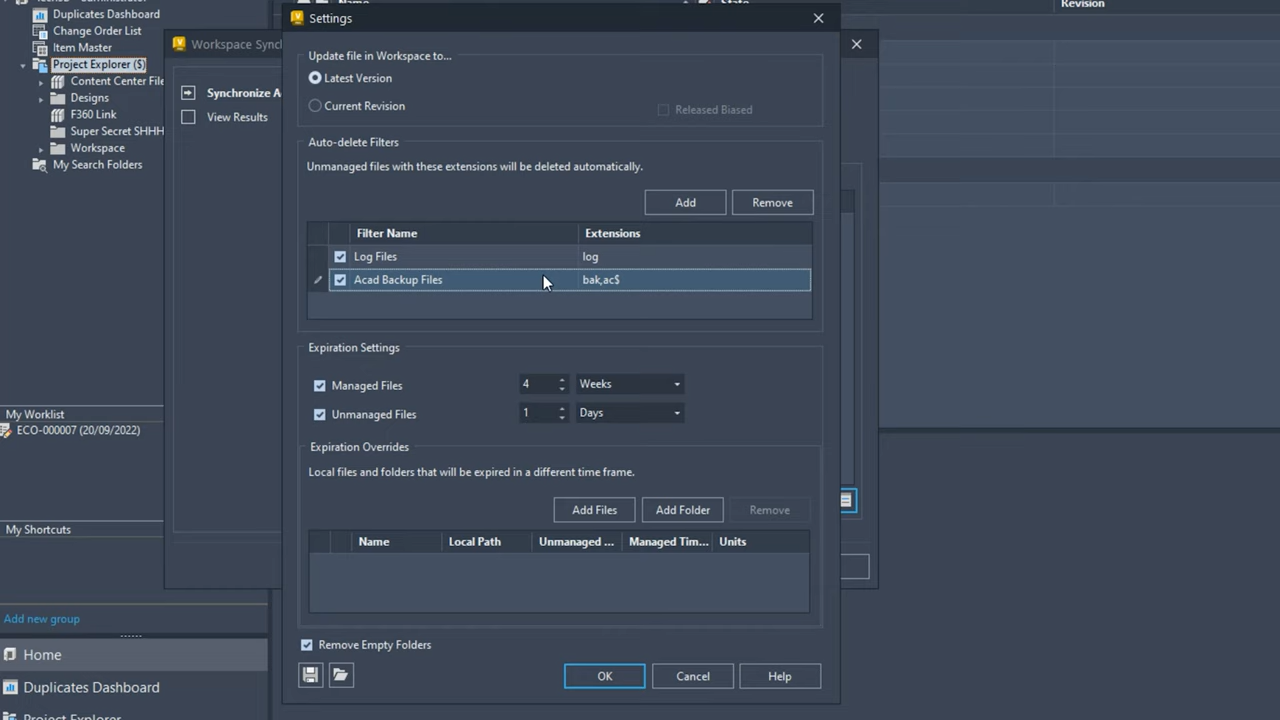 Duplicates Dashboard
Change Order List
Item Master
Project Explorer ($)
Content Center File
Designs
F360 Link
Super Secret SHHH
Workspace
My Search Folders
My Worklist
ECO-000007 (20/09/2022)
My Shortcuts
Add new group
Home
Duplicates Dashboard
Project Explorer
Name
State
Revision
Workspace Synch
Synchronize A
View Results
Settings
Update file in Workspace to...
Latest Version
Current Revision
Released Biased
Auto-delete Filters
Unmanaged files with these extensions will be deleted automatically.
Add
Remove
Filter Name Extensions
Log Files log
Acad Backup Files bak,ac$
Expiration Settings
Managed Files 4 Weeks
Unmanaged Files 1 Days
Expiration Overrides
Local files and folders that will be expired in a different time frame.
Add Files
Add Folder
Remove
Name Local Path Unmanaged ... Managed Tim... Units
Remove Empty Folders
OK
Cancel
Help